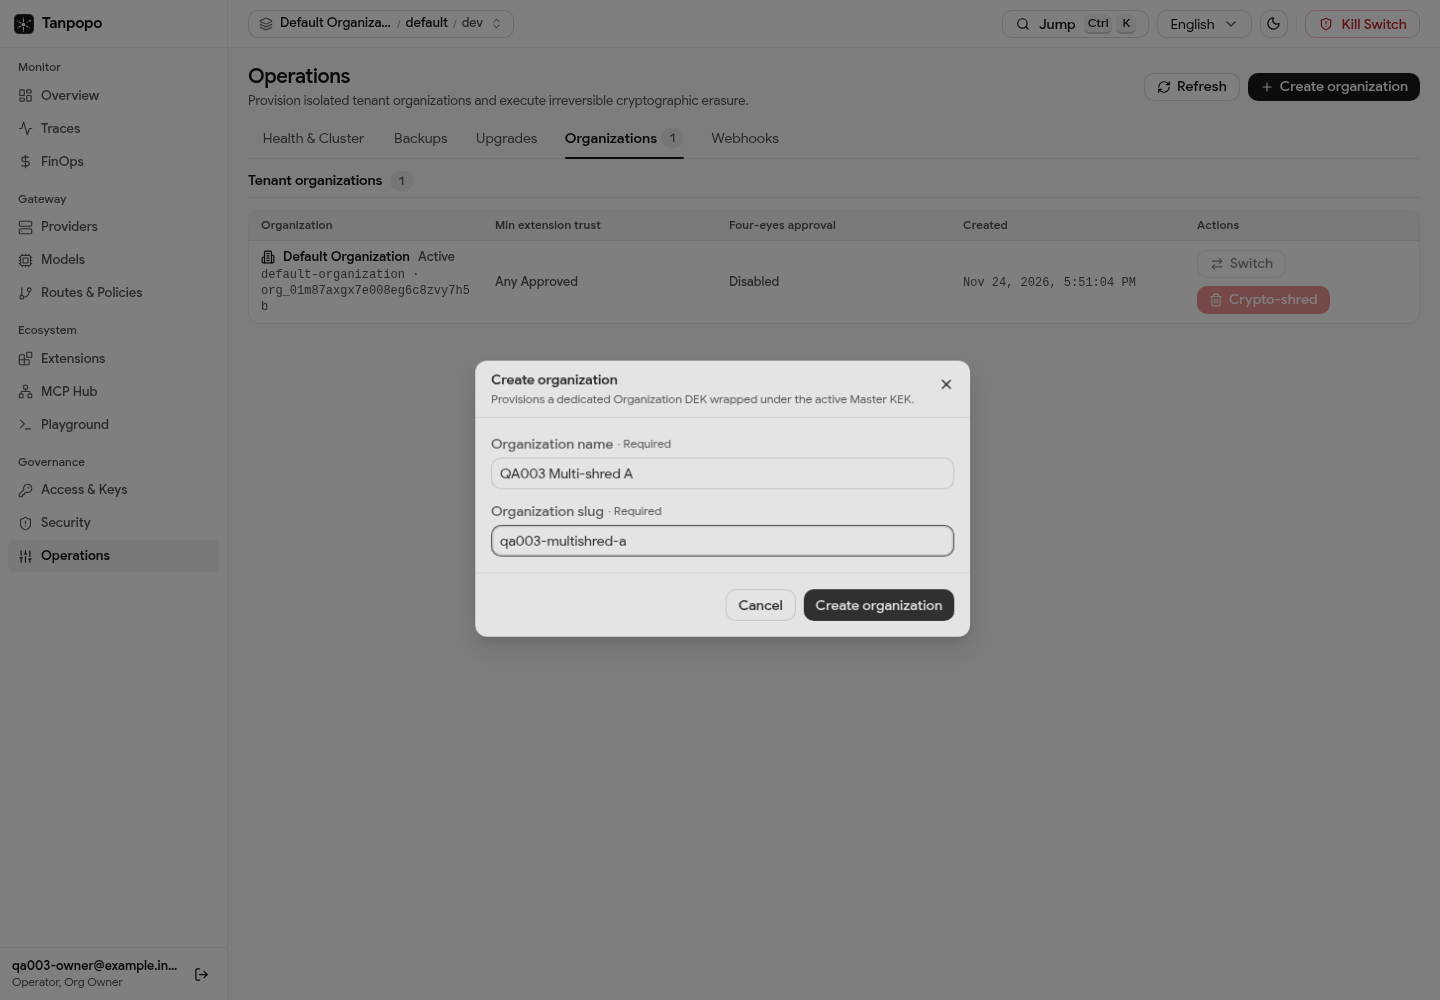 Tanpopo
Default Organiza... / default / dev
Jump Ctrl K
English
Kill Switch
Monitor
Overview
Traces
FinOps
Gateway
Providers
Models
Routes & Policies
Ecosystem
Extensions
MCP Hub
Playground
Governance
Access & Keys
Security
Operations
qa003-owner@example.in...
Operator, Org Owner
Operations
Provision isolated tenant organizations and execute irreversible cryptographic erasure.
Refresh
Create organization
Health & Cluster Backups Upgrades Organizations 1 Webhooks
Tenant organizations 1
Organization Min extension trust Four-eyes approval Created Actions
Default Organization Active
default-organization ·
org_01m87axgx7e008eg6c8zvy7h5
b
Any Approved
Disabled
Nov 24, 2026, 5:51:04 PM
Switch
Crypto-shred
Create organization
Provisions a dedicated Organization DEK wrapped under the active Master KEK.
Organization name · Required
QA003 Multi-shred A
Organization slug · Required
qa003-multishred-a
Cancel
Create organization